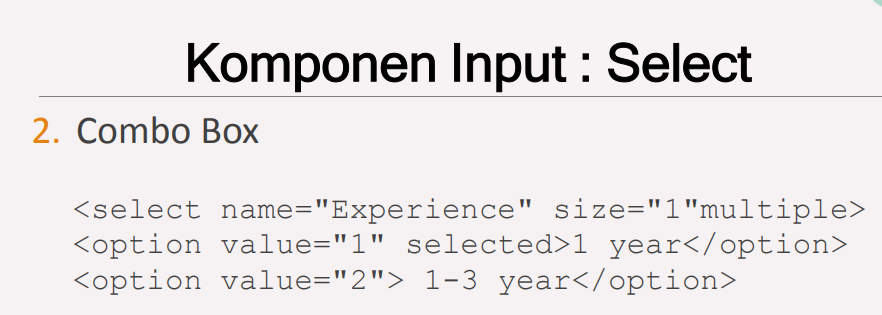 Komponen Input : Select
2. Combo Box
<select name="Experience" size="1"multiple>
<option value="1" selected>1 year</option>
<option value="2"> 1-3 year</option>